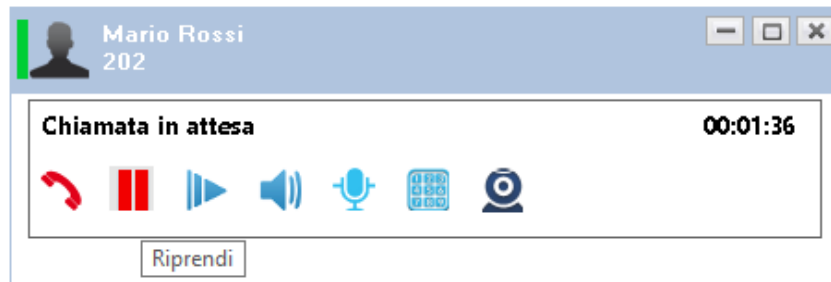 Mario Rossi
202
Chiamata in attesa
00:01:36
Riprendi